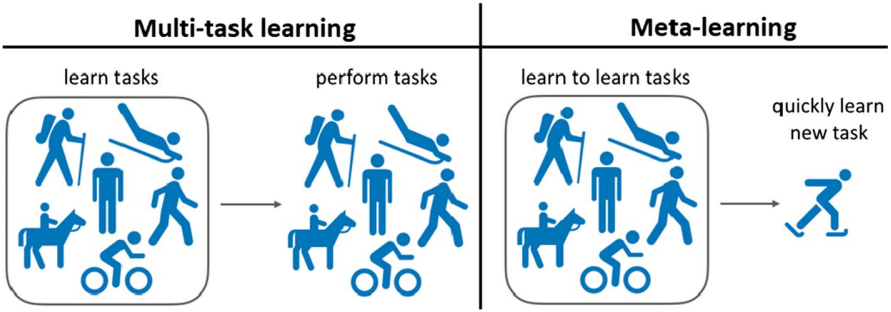 Multi-task learning
Meta-learning
learn tasks
perform tasks
learn to learn tasks
quickly learn
new task